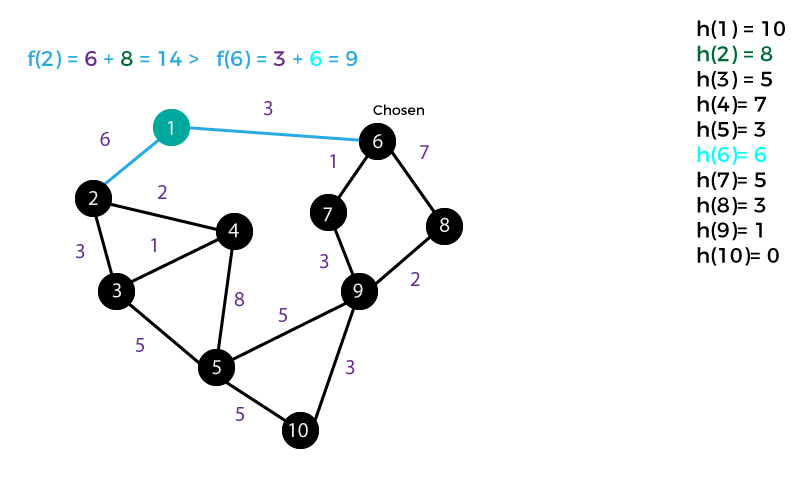 h(1) = 10
f(2) = 6 + 8 = 14 > f(6) = 3 + 6 = 9
h(2) = 8
h(3) = 5
h(4)= 7
h(5)= 3
h(6)= 6
h(7)= 5
h(8)= 3
h(9)= 1
h(10)= 0
Chosen
3
1
6
6
7
1
2
2
7
8
4
3
1
3
2
3
9
8
5
5
3
5
5
10